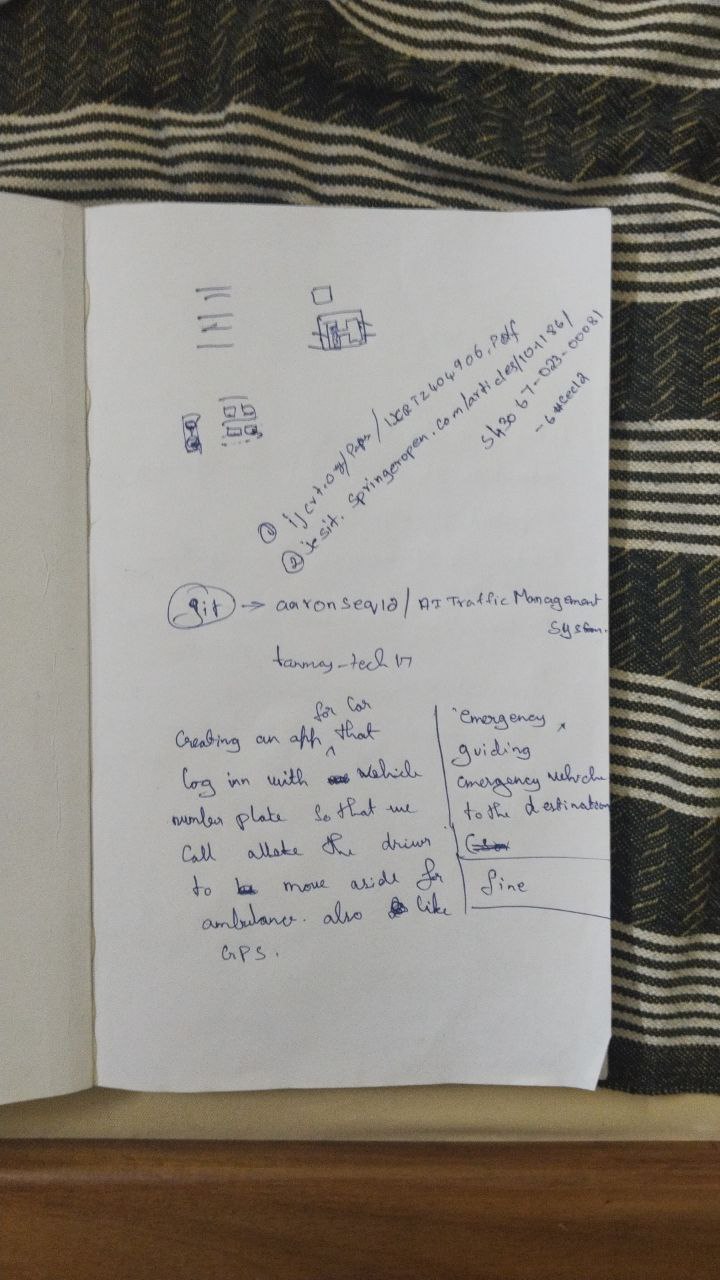 ① ijcrt.org/Papers/IJCRT2404906.Pdf
② jesit. Springeropen.com/articles/10.1186/
S43067-023-00081
-6 #Sec12
git → aaronseq12 / AI Traffic Management
System.
tanmay-tech 17
for Car
Creating an app that
log inn with Vehicle
number plate So that we
Call the driver
to move aside for
ambulance. also like
GPS.
emergency
guiding
emergency vehicle
to the destination
fine